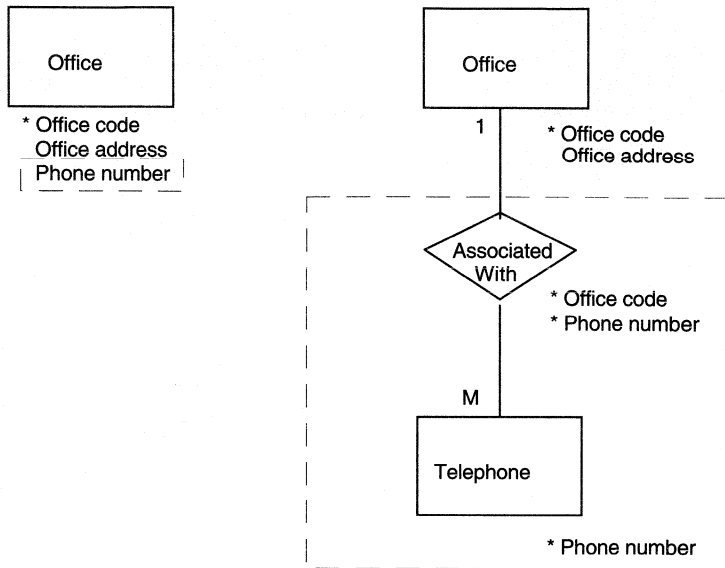 Office
* Office code
Office address
Phone number
Office
1
* Office code
Office address
Associated
With
* Office code
* Phone number
M
Telephone
* Phone number